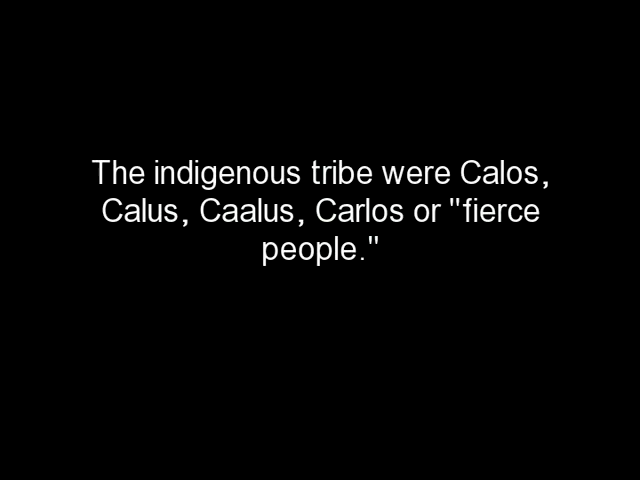 The indigenous tribe were Calos,
Calus, Caalus, Carlos or "fierce
people."